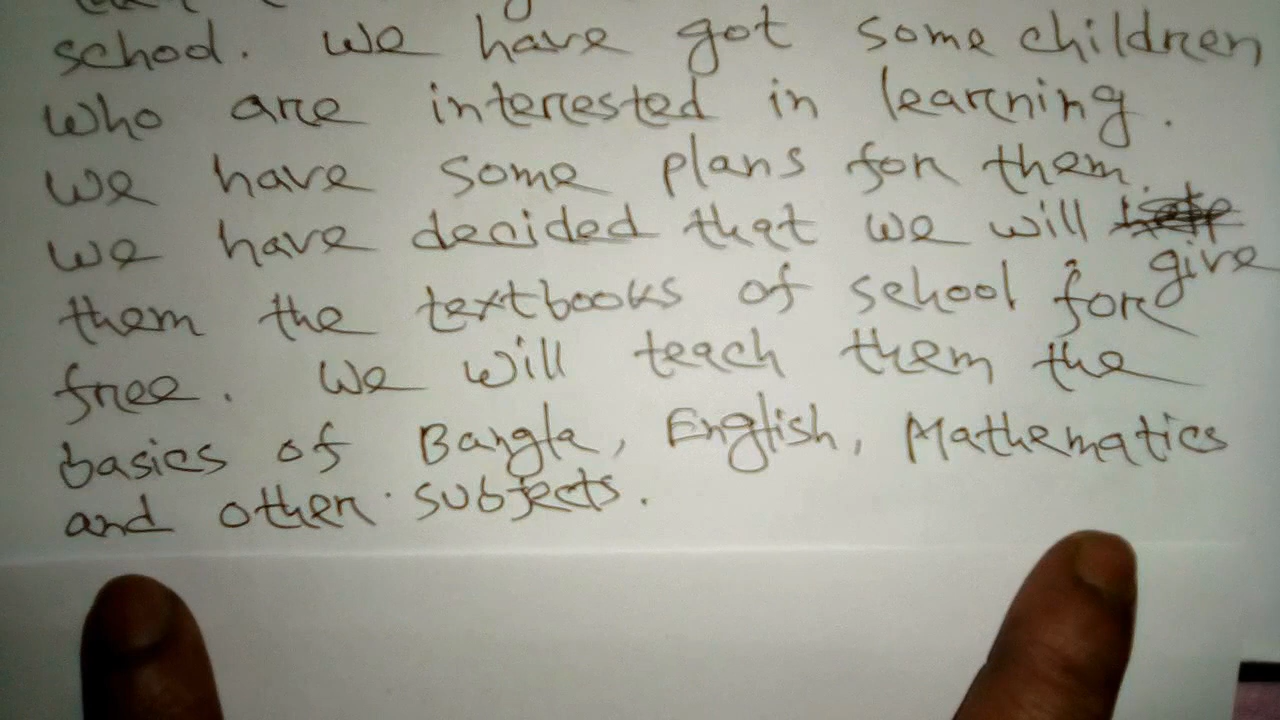 school. We have got some children
who are interested in learning.
We have some plans for them.
We have decided that we will give
them the textbooks of school for
free. We will teach them the
basics of Bangla, English, Mathematics
and other subjects.